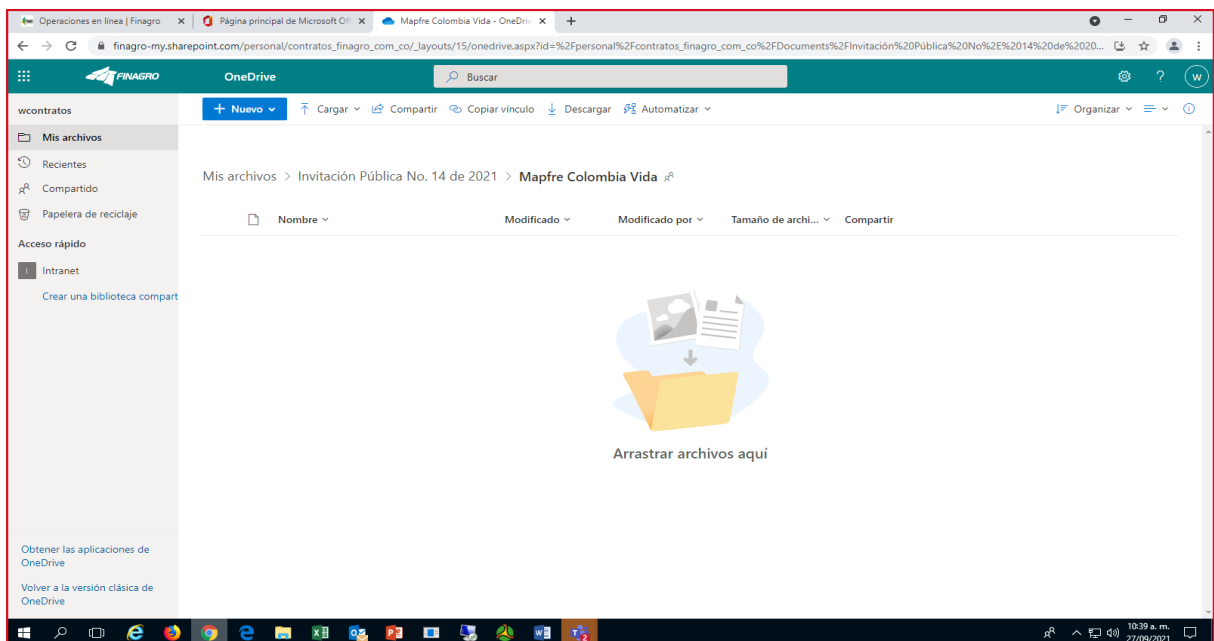 Operaciones en línea | Finagro
Página principal de Microsoft Off
Mapfre Colombia Vida - OneDriv
finagro-my.sharepoint.com/personal/contratos_finagro_com_co/_layouts/15/onedrive.aspx?id=%2Fpersonal%2Fcontratos_finagro_com_co%2FDocuments%2FInvitación%20Pública%20No%2E%2014%20de%2020...
FINAGRO OneDrive Buscar ? W
wcontratos
+ Nuevo Cargar Compartir Copiar vínculo Descargar Automatizar Organizar
Mis archivos
Recientes
Compartido
Papelera de reciclaje
Acceso rápido
I Intranet
Crear una biblioteca compart
Mis archivos > Invitación Pública No. 14 de 2021 > Mapfre Colombia Vida
Nombre Modificado Modificado por Tamaño de archi... Compartir
Arrastrar archivos aquí
Obtener las aplicaciones de
OneDrive
Volver a la versión clásica de
OneDrive
10:39 a. m.
27/09/2021